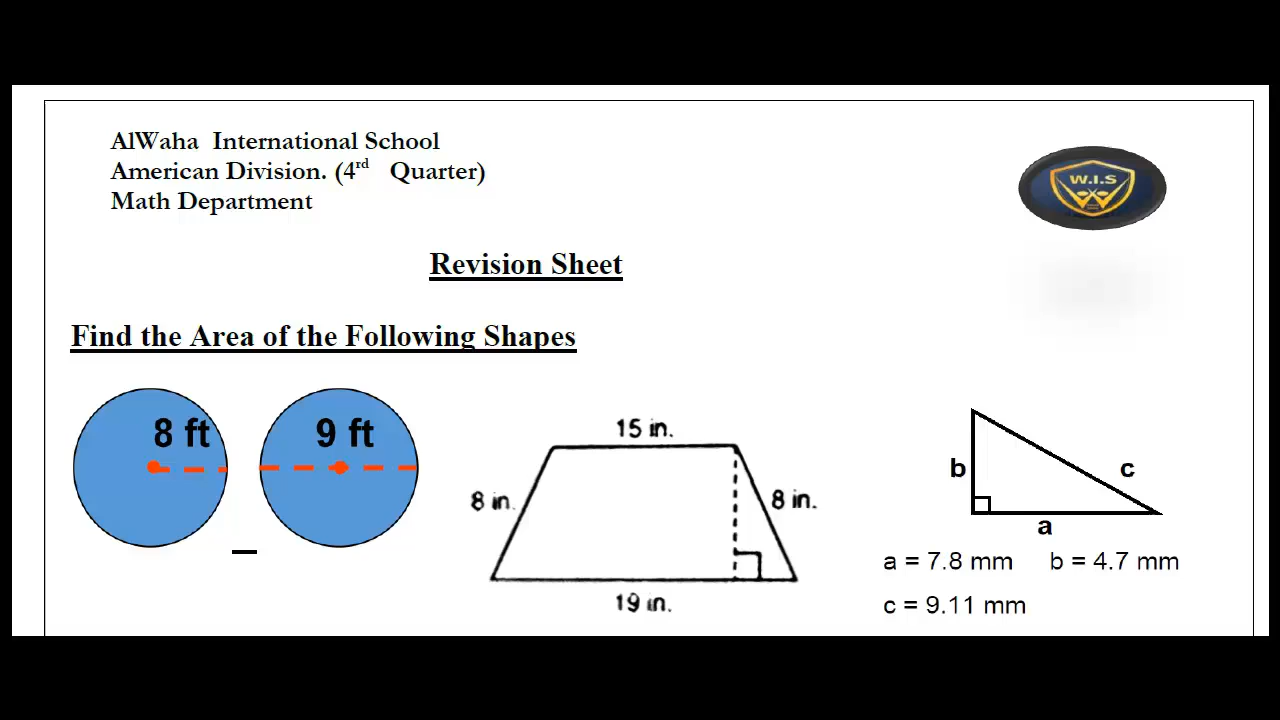 AlWaha International School
American Division. (4rd Quarter)
Math Department
W.I.S
Revision Sheet
Find the Area of the Following Shapes
8 ft
9 ft
15 in.
8 in.
8 in.
19 in.
b
c
a
a = 7.8 mm b = 4.7 mm
c = 9.11 mm